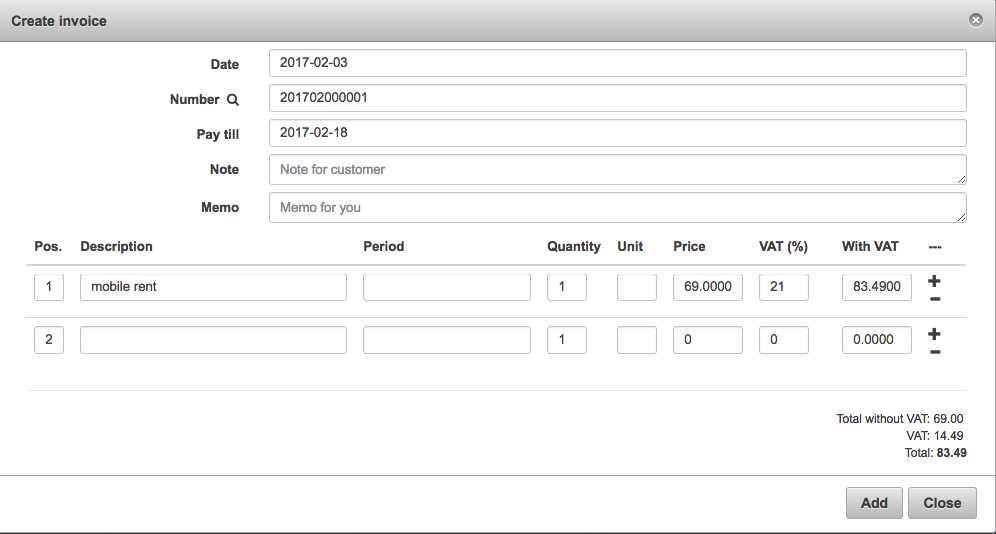 Create invoice
Date 2017-02-03
Number 201702000001
Pay till 2017-02-18
Note Note for customer
Memo Memo for you
Pos. Description Period Quantity Unit Price VAT (%) With VAT ---
1 mobile rent 1 69.0000 21 83.4900
2 1 0 0 0.0000
Total without VAT: 69.00
VAT: 14.49
Total: 83.49
Add Close